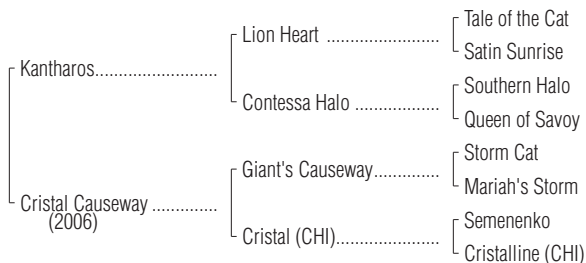 Tale of the Cat
Lion Heart ....................
Satin Sunrise
Kantharos......................
Southern Halo
Contessa Halo ...............
Queen of Savoy
Storm Cat
Giant's Causeway............
Mariah's Storm
Cristal Causeway ............
(2006)
Semenenko
Cristal (CHI)...................
Cristalline (CHI)